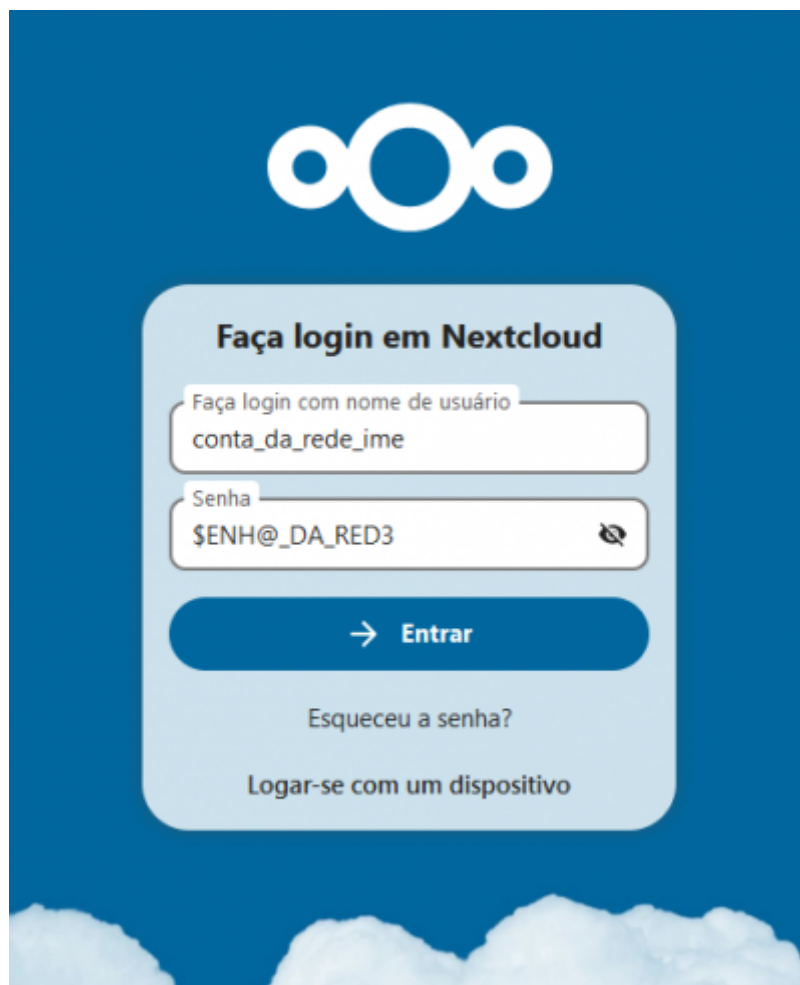 Faça login em Nextcloud
Faça login com nome de usuário
conta_da_rede_ime
Senha
$ENH@_DA_RED3
Entrar
Esqueceu a senha?
Logar-se com um dispositivo